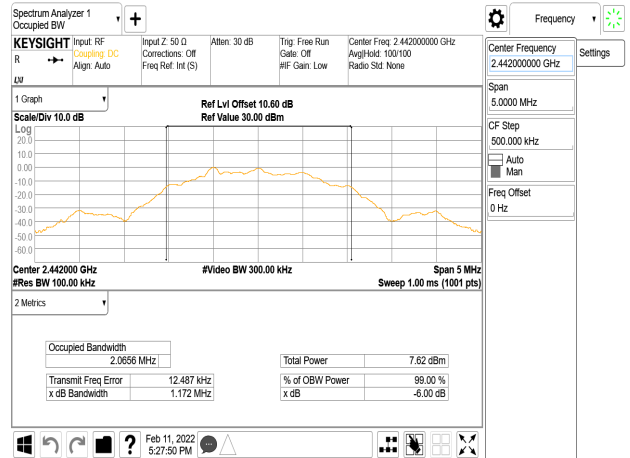 Spectrum Analyzer 1
Occupied BW
Frequency
KEYSIGHT
R
Input: RF
Coupling: DC
Align: Auto
Input Z: 50 Ω
Corrections: Off
Freq Ref: Int (S)
Atten: 30 dB
Trig: Free Run
Gate: Off
#IF Gain: Low
Center Freq: 2.442000000 GHz
Avg|Hold: 100/100
Radio Std: None
Center Frequency
2.442000000 GHz
Settings
Span
5.0000 MHz
CF Step
500.000 kHz
Auto
Man
Freq Offset
0 Hz
1 Graph
Scale/Div 10.0 dB
Ref Lvl Offset 10.60 dB
Ref Value 30.00 dBm
Log
20.0
10.0
0.00
-10.0
-20.0
-30.0
-40.0
-50.0
-60.0
Center 2.442000 GHz
#Res BW 100.00 kHz
#Video BW 300.00 kHz
Span 5 MHz
Sweep 1.00 ms (1001 pts)
2 Metrics
Occupied Bandwidth
2.0656 MHz
Total Power 7.62 dBm
Transmit Freq Error 12.487 kHz
% of OBW Power 99.00 %
x dB Bandwidth 1.172 MHz
x dB -6.00 dB
?
Feb 11, 2022
5:27:50 PM